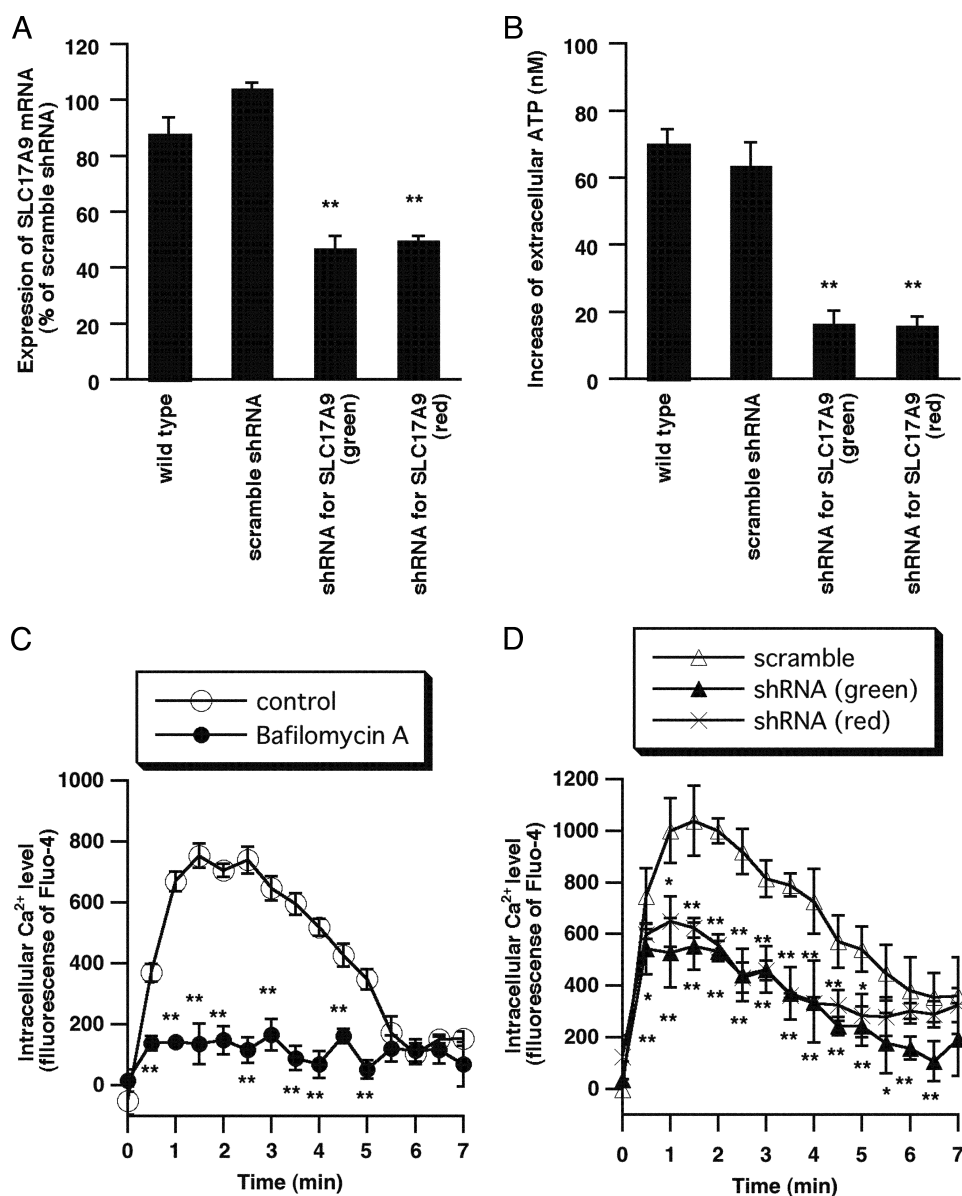 A
Expression of SLC17A9 mRNA
(% of scramble shRNA)
120
100
80
60
40
20
0
**
**
wild type
scramble shRNA
shRNA for SLC17A9
(green)
shRNA for SLC17A9
(red)
B
Increase of extracellular ATP (nM)
100
80
60
40
20
0
**
**
wild type
scramble shRNA
shRNA for SLC17A9
(green)
shRNA for SLC17A9
(red)
C
control
Bafilomycin A
Intracellular Ca2+ level
(flluorescense of Fluo-4)
1000
800
600
400
200
0
**
**
**
**
**
**
**
**
**
0 1 2 3 4 5 6 7
Time (min)
D
scramble
shRNA (green)
shRNA (red)
Intracellular Ca2+ level
(flluorescense of Fluo-4)
1200
1000
800
600
400
200
0
*
**
**
**
**
**
**
**
*
*
**
**
**
**
**
**
**
**
**
*
**
**
0 1 2 3 4 5 6 7
Time (min)